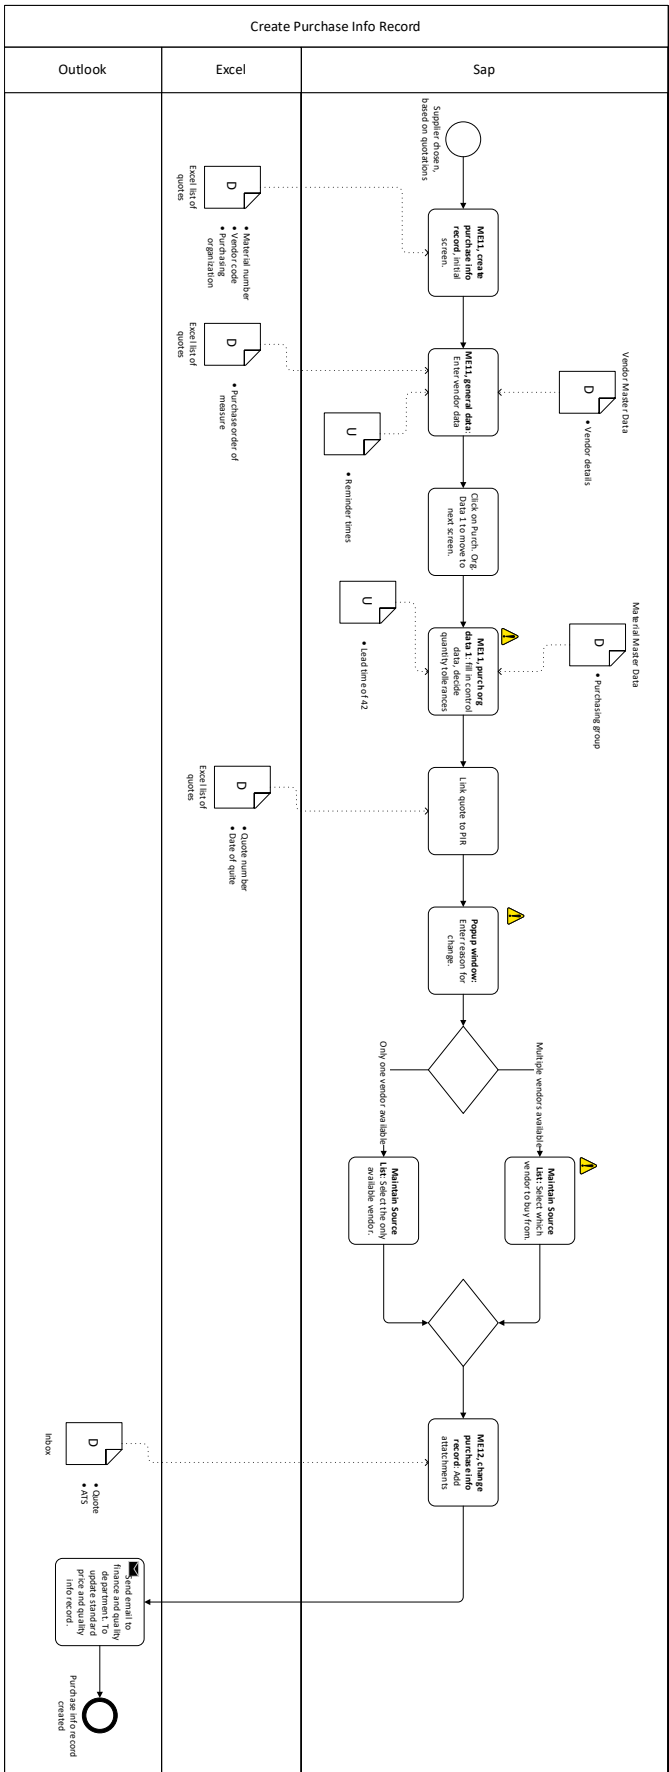 Create Purchase Info Record
Outlook
Excel
Sap
Supplier chosen,
based on quotations
ME11, create
purchase info
record, initial
screen.
D
Excel list of
quotes
• Material number
• Vendor code
• Purchasing
organization
ME11, general data:
Enter vendor data
D
Excel list of
quotes
• Purchase order of
measure
Vendor Master Data
D
• Vendor details
U
• Reminder times
Click on Purch. Org.
Data 1 to move to
next screen.
ME11, purch org
data 1: fill in control
data, decide
quantity tollerances
Material Master Data
D
• Purchasing group
U
• Lead time of 42
Link quote to PIR
D
Excel list of
quotes
• Quote number
• Date of quite
Popup window:
Enter reason for
change.
Multiple vendors available
Only one vendor available
Maintain Source
List: Select which
vendor to buy from.
Maintain Source
List: Select the only
available vendor.
ME12, change
purchase info
record: Add
attatchments
D
Inbox
• Quote
• ATS
Send email to
finance and quality
department. To
update standard
price and quality
info record.
Purchase info record
created